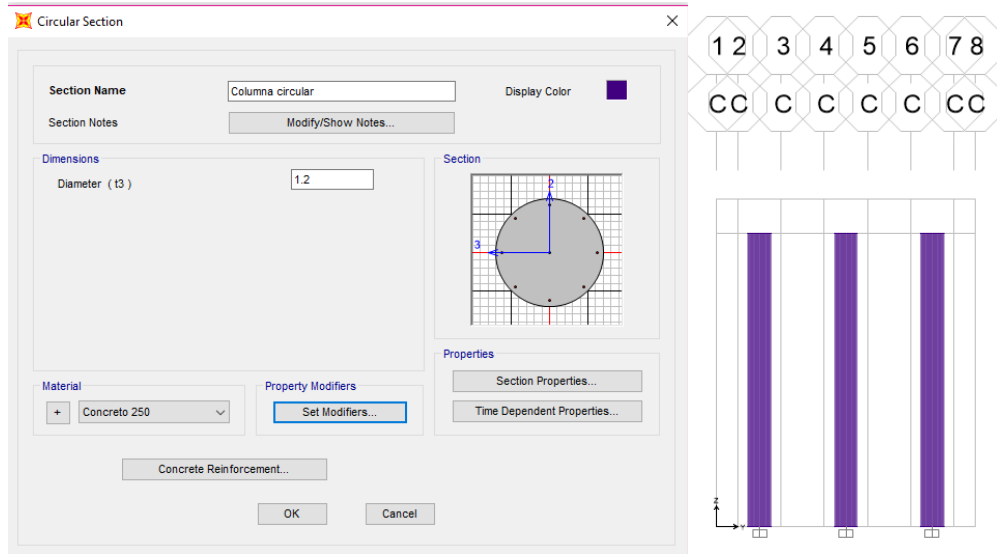 Circular Section
Section Name
Columna circular
Display Color
Section Notes
Modify/Show Notes...
Dimensions
Diameter ( t3 )
1.2
Section
2
3
Material
+
Concreto 250
Property Modifiers
Set Modifiers...
Properties
Section Properties...
Time Dependent Properties...
Concrete Reinforcement...
OK
Cancel
1 2 3 4 5 6 7 8
C C C C C C C C
Z
Y